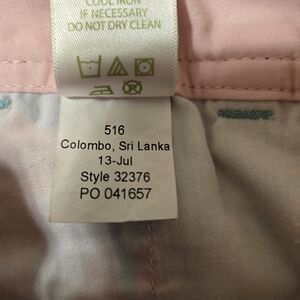 COOL IRON
IF NECESSARY
DO NOT DRY CLEAN
516
Colombo, Sri Lanka
13-Jul
Style 32376
PO 041657